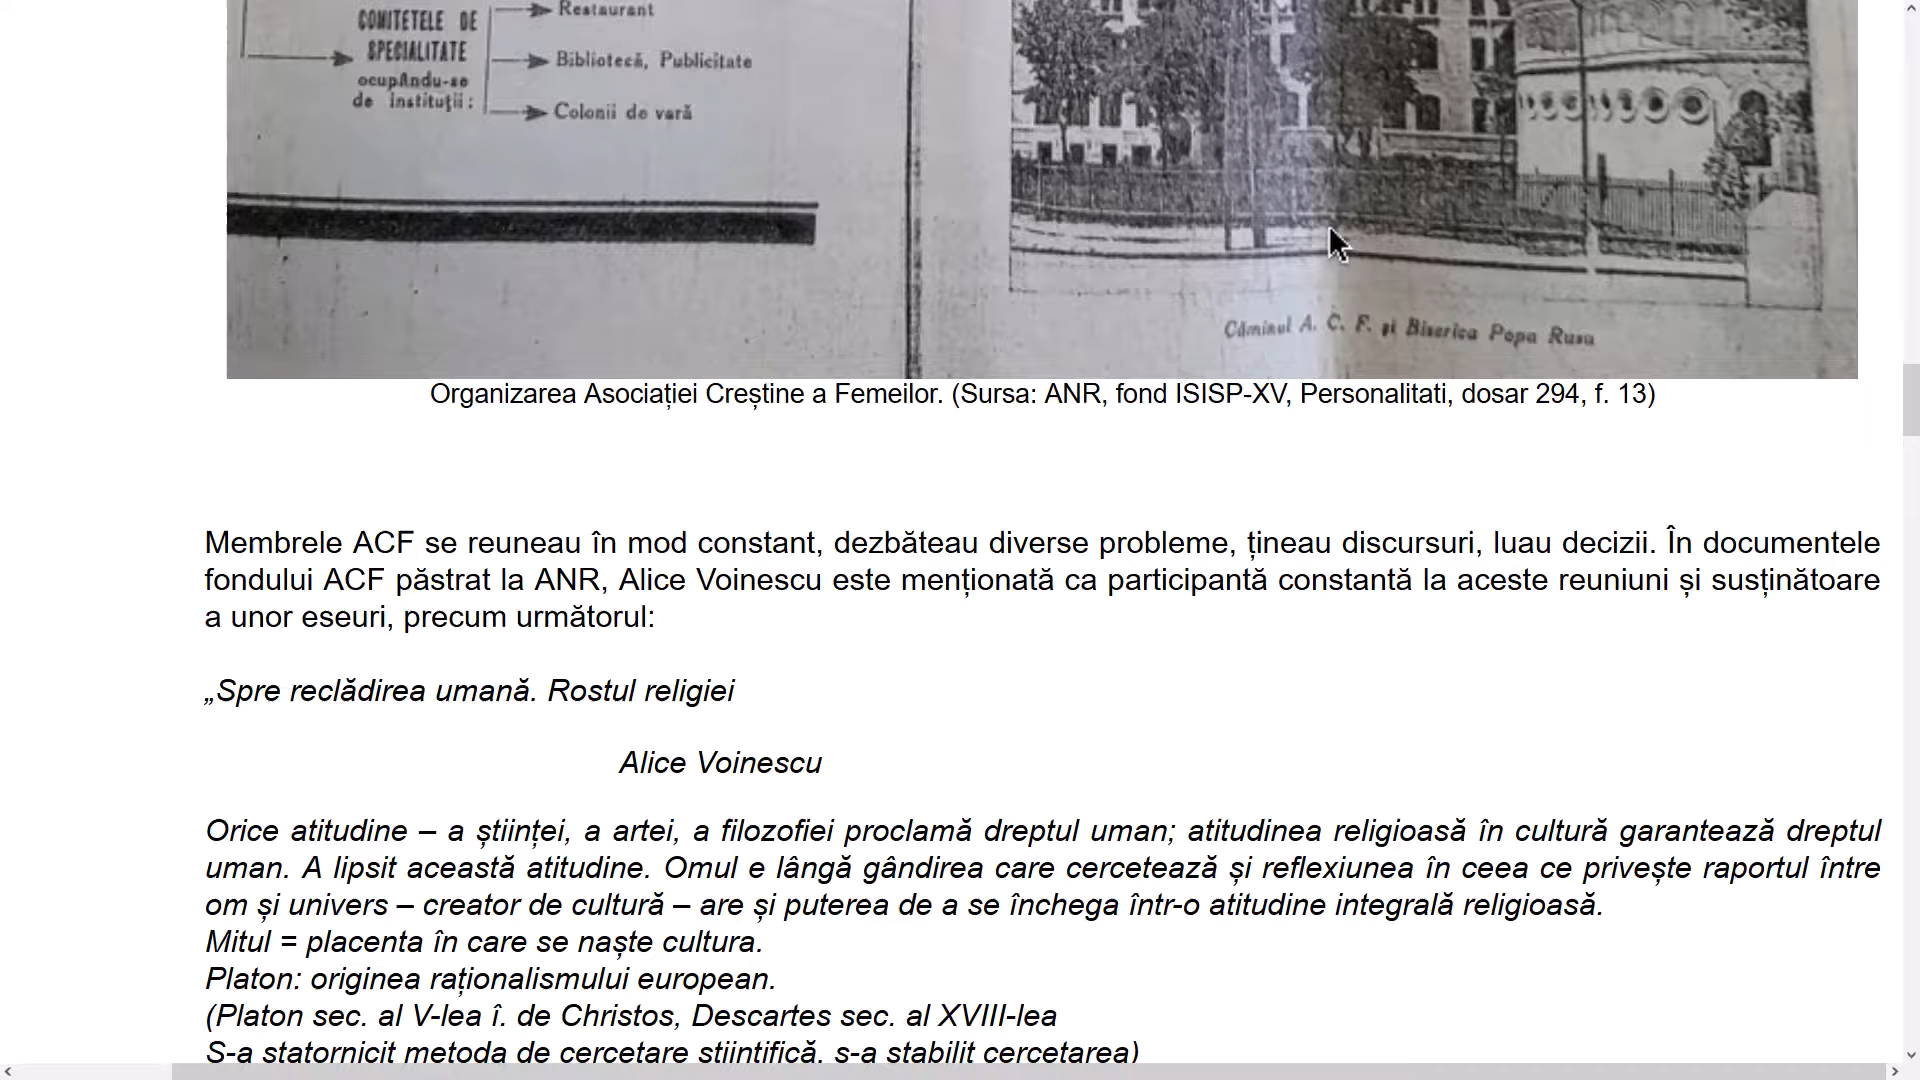 COMITETELE DE
SPECIALITATE
ocupându-se
de instituții:
Restaurant
Bibliotecă, Publicitate
Colonii de vară
Căminul A. C. F. și Biserica Popa Rusu
Organizarea Asociației Creștine a Femeilor. (Sursa: ANR, fond ISISP-XV, Personalitati, dosar 294, f. 13)
Membrele ACF se reuneau în mod constant, dezbăteau diverse probleme, țineau discursuri, luau decizii. În documentele
fondului ACF păstrat la ANR, Alice Voinescu este menționată ca participantă constantă la aceste reuniuni și susținătoare
a unor eseuri, precum următorul:
„Spre reclădirea umană. Rostul religiei
Alice Voinescu
Orice atitudine – a științei, a artei, a filozofiei proclamă dreptul uman; atitudinea religioasă în cultură garantează dreptul
uman. A lipsit această atitudine. Omul e lângă gândirea care cercetează și reflexiunea în ceea ce privește raportul între
om și univers – creator de cultură – are și puterea de a se închega într-o atitudine integrală religioasă.
Mitul = placenta în care se naște cultura.
Platon: originea raționalismului european.
(Platon sec. al V-lea î. de Christos, Descartes sec. al XVIII-lea
S-a statornicit metoda de cercetare științifică, s-a stabilit cercetarea)